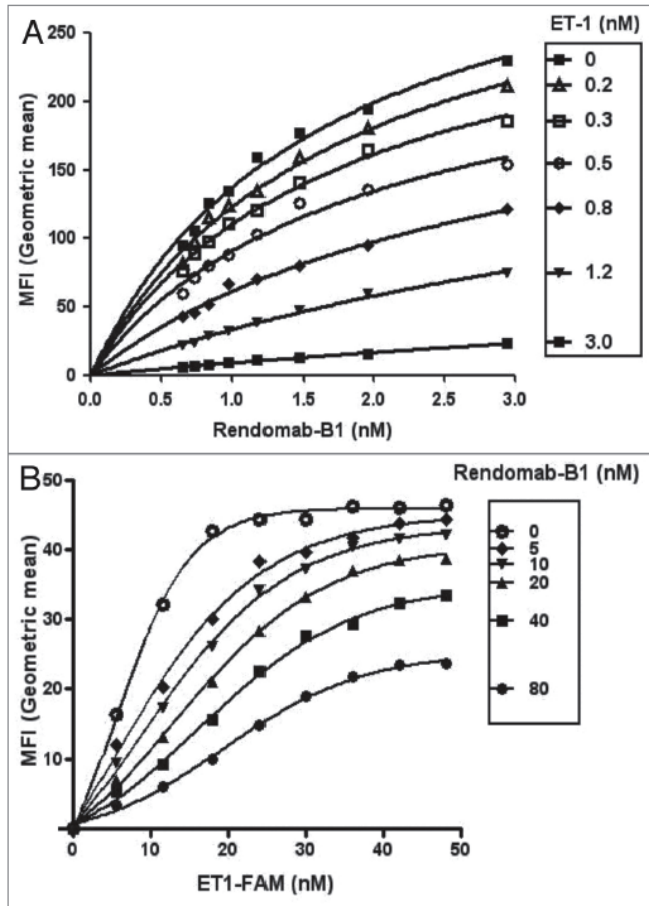 A
ET-1 (nM)
0
0.2
0.3
0.5
0.8
1.2
3.0
MFI (Geometric mean)
250
200
150
100
50
0
0.0 0.5 1.0 1.5 2.0 2.5 3.0
Rendomab-B1 (nM)
B
Rendomab-B1 (nM)
0
5
10
20
40
80
MFI (Geometric mean)
50
40
30
20
10
0 10 20 30 40 50
ET1-FAM (nM)